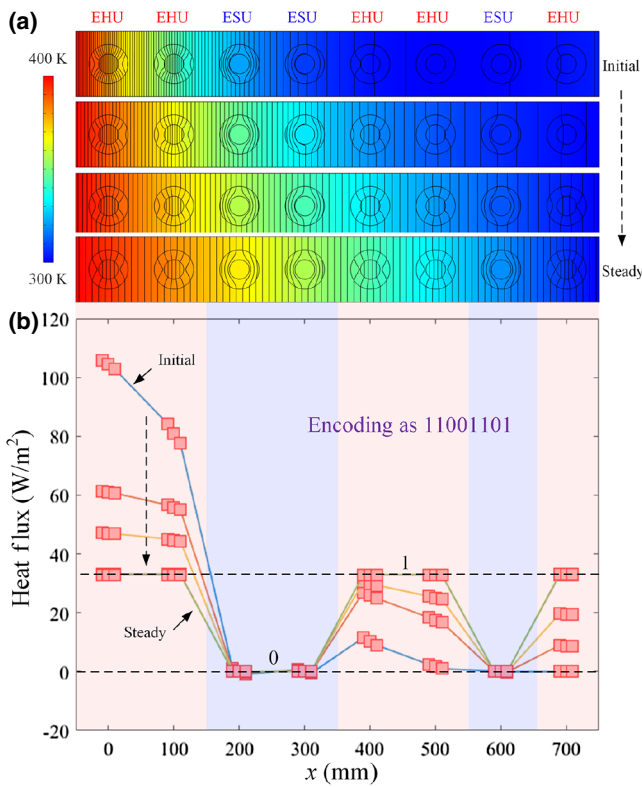 EHU EHU ESU ESU EHU EHU ESU EHU
(a)
400 K
Initial
300 K
Steady
(b)
120
100
80
60
40
20
0
-20
Heat flux (W/m²)
Initial
Encoding as 11001101
1
Steady
0
0 100 200 300 400 500 600 700
x (mm)